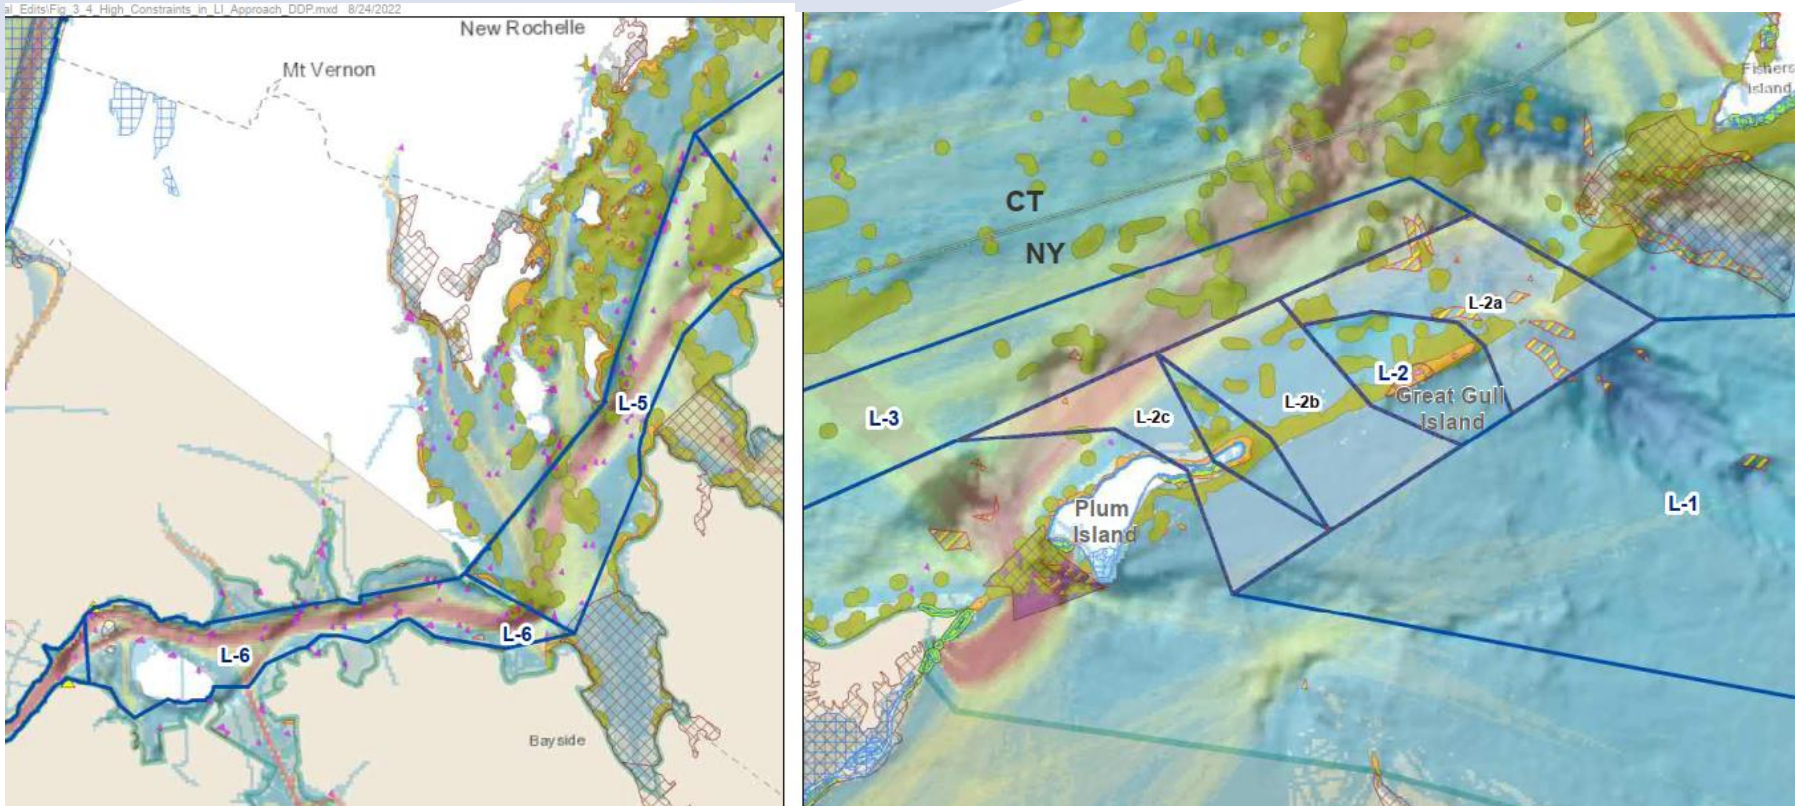 al_Edits\Fig_3_4_High_Constraints_in_LI_Approach_DDP.mxd 8/24/2022
New Rochelle
Mt Vernon
L-5
L-6
L-6
Bayside
Fishers
Island
CT
NY
L-2a
L-2
L-2b
Great Gull
Island
L-3
L-2c
L-1
Plum
Island